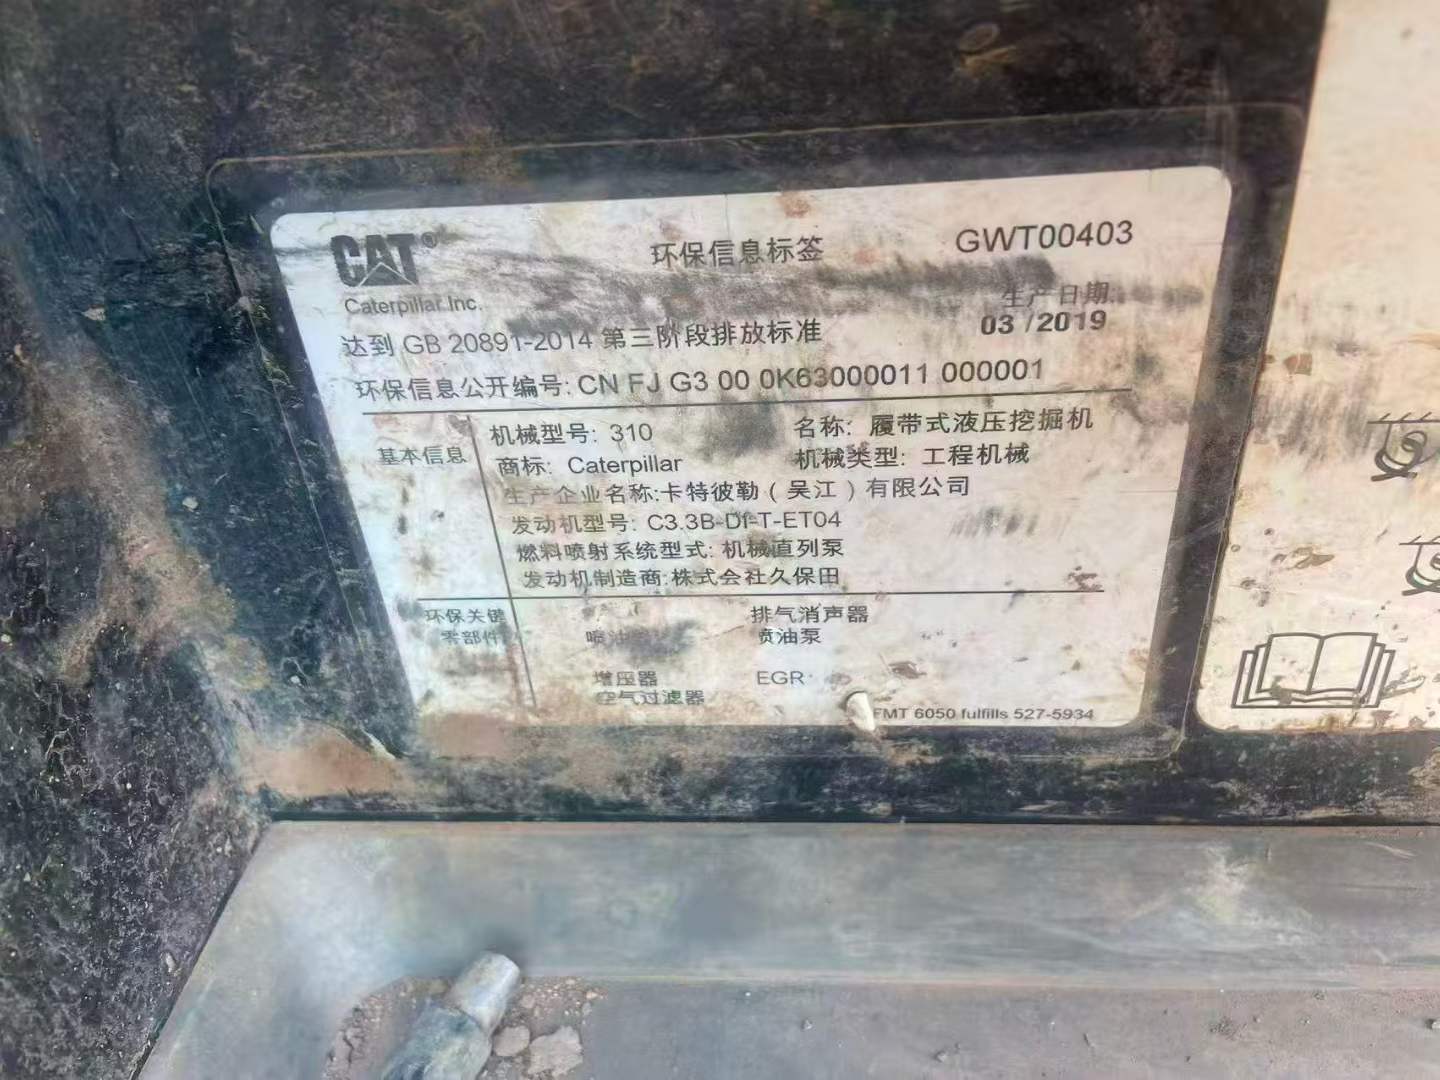 CAT®
环保信息标签
GWT00403
Caterpillar Inc.
生产日期:
03 /2019
达到 GB 20891-2014 第三阶段排放标准
环保信息公开编号: CN FJ G3 00 0K63000011 000001
基本信息
机械型号: 310
名称: 履带式液压挖掘机
商标: Caterpillar
机械类型: 工程机械
生产企业名称:卡特彼勒(吴江)有限公司
发动机型号: C3.3B-DI-T-ET04
燃料喷射系统型式: 机械直列泵
发动机制造商:株式会社久保田
环保关键
零部件
排气消声器
喷油
喷油泵
增压器
EGR
空气过滤器
FMT 6050 fulfills 527-5934